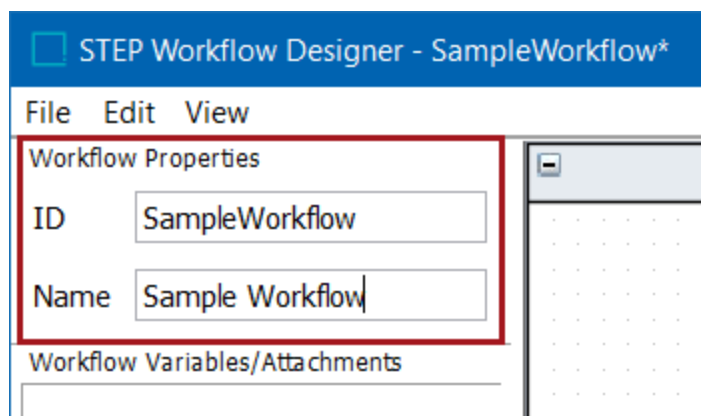 STEP Workflow Designer - SampleWorkflow*
File Edit View
Workflow Properties
ID SampleWorkflow
Name Sample Workflow
Workflow Variables/Attachments